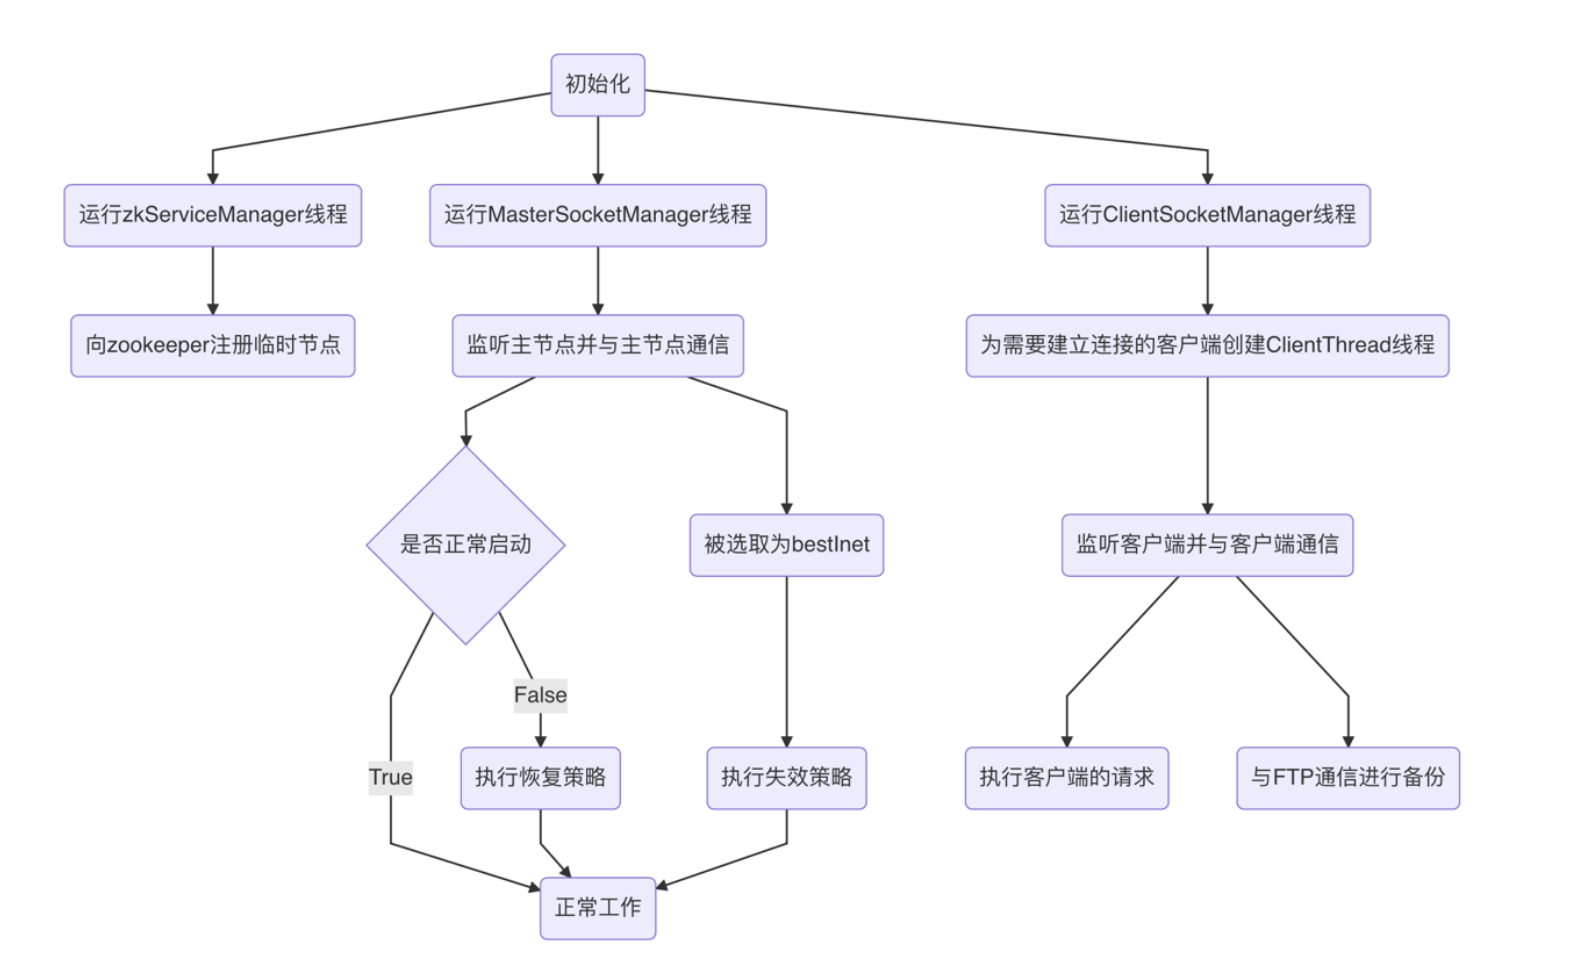 初始化
运行zkServiceManager线程
运行MasterSocketManager线程
运行ClientSocketManager线程
向zookeeper注册临时节点
监听主节点并与主节点通信
为需要建立连接的客户端创建ClientThread线程
是否正常启动
被选取为bestInet
监听客户端并与客户端通信
False
True
执行恢复策略
执行失效策略
执行客户端的请求
与FTP通信进行备份
正常工作